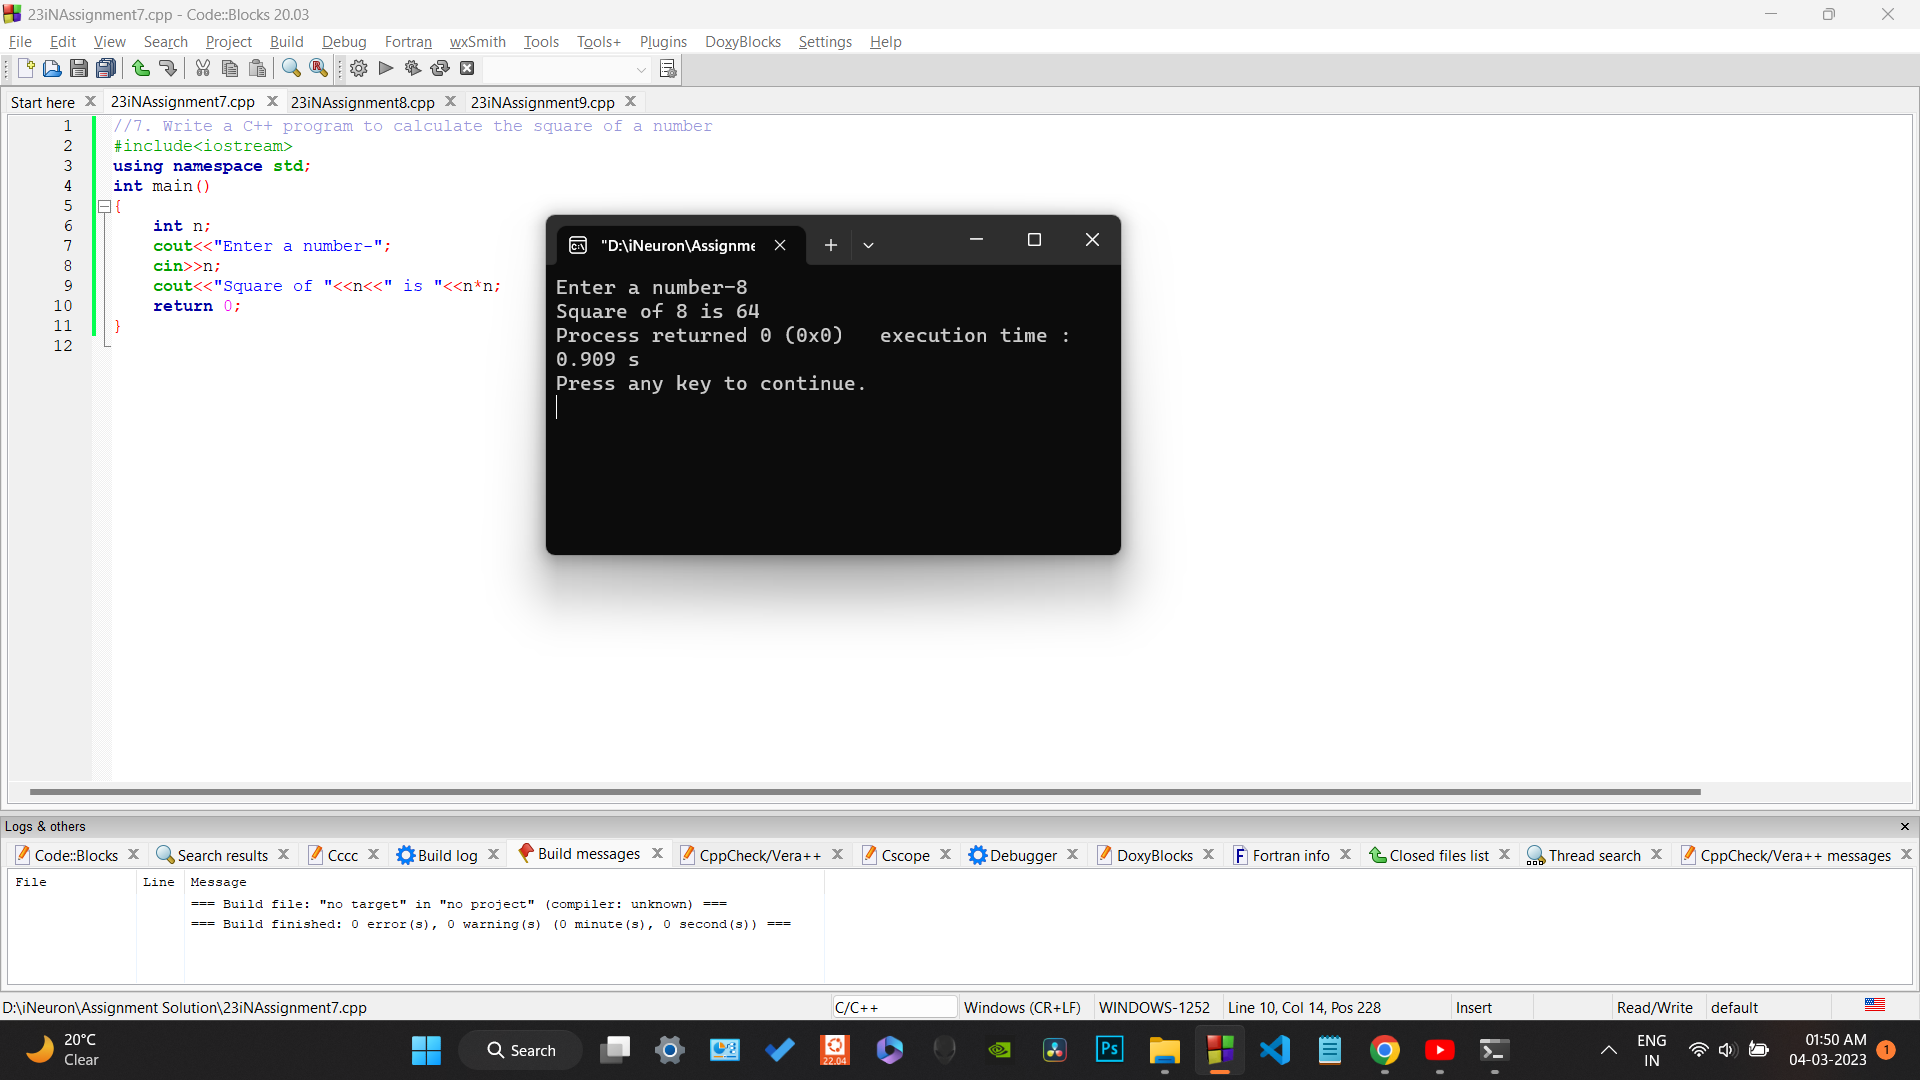 23iNAssignment7.cpp - Code::Blocks 20.03
File Edit View Search Project Build Debug Fortran wxSmith Tools Tools+ Plugins DoxyBlocks Settings Help
Start here 23iNAssignment7.cpp 23iNAssignment8.cpp 23iNAssignment9.cpp
1 //7. Write a C++ program to calculate the square of a number
2 #include<iostream>
3 using namespace std;
4 int main()
5 {
6 int n;
7 cout<<"Enter a number-";
8 cin>>n;
9 cout<<"Square of "<<n<<" is "<<n*n;
10 return 0;
11 }
12
"D:\iNeuron\Assignme
Enter a number-8
Square of 8 is 64
Process returned 0 (0x0)   execution time :
0.909 s
Press any key to continue.
Logs & others
Code::Blocks Search results Cccc Build log Build messages CppCheck/Vera++ Cscope Debugger DoxyBlocks Fortran info Closed files list Thread search CppCheck/Vera++ messages
File Line Message
=== Build file: "no target" in "no project" (compiler: unknown) ===
=== Build finished: 0 error(s), 0 warning(s) (0 minute(s), 0 second(s)) ===
D:\iNeuron\Assignment Solution\23iNAssignment7.cpp C/C++ Windows (CR+LF) WINDOWS-1252 Line 10, Col 14, Pos 228 Insert Read/Write default
20°C
Clear
Search
22.04
Ps
ENG
IN
01:50 AM
04-03-2023
1